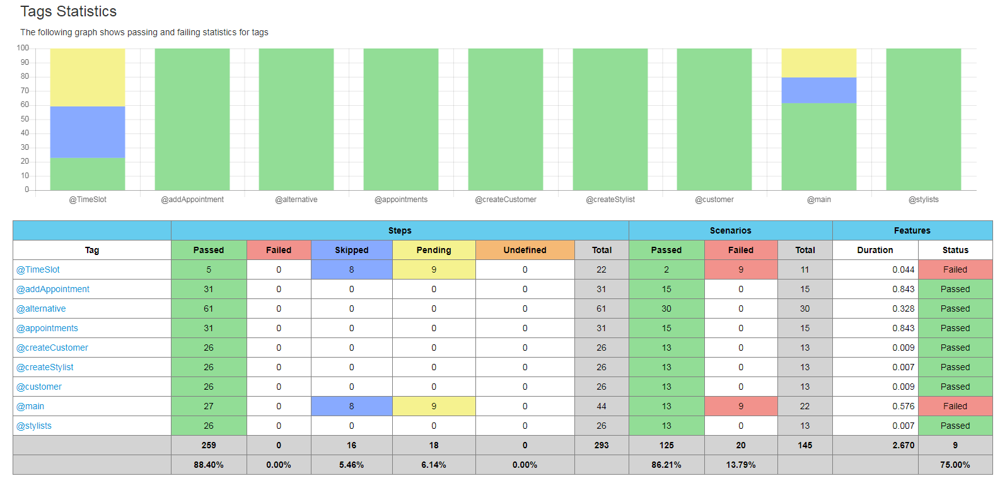 Tags Statistics
The following graph shows passing and failing statistics for tags
100
90
80
70
60
50
40
30
20
10
0
@TimeSlot @addAppointment @alternative @appointments @createCustomer @createStylist @customer @main @stylists
Steps Scenarios Features
Tag Passed Failed Skipped Pending Undefined Total Passed Failed Total Duration Status
@TimeSlot 5 0 8 9 0 22 2 9 11 0.044 Failed
@addAppointment 31 0 0 0 0 31 15 0 15 0.843 Passed
@alternative 61 0 0 0 0 61 30 0 30 0.328 Passed
@appointments 31 0 0 0 0 31 15 0 15 0.843 Passed
@createCustomer 26 0 0 0 0 26 13 0 13 0.009 Passed
@createStylist 26 0 0 0 0 26 13 0 13 0.007 Passed
@customer 26 0 0 0 0 26 13 0 13 0.009 Passed
@main 27 0 8 9 0 44 13 9 22 0.576 Failed
@stylists 26 0 0 0 0 26 13 0 13 0.007 Passed
259 0 16 18 0 293 125 20 145 2.670 9
88.40% 0.00% 5.46% 6.14% 0.00% 86.21% 13.79% 75.00%